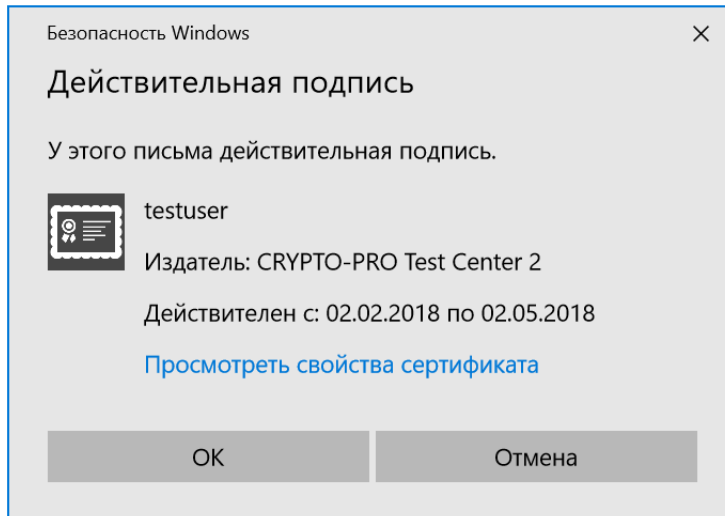 Безопасность Windows
Действительная подпись
У этого письма действительная подпись.
testuser
Издатель: CRYPTO-PRO Test Center 2
Действителен с: 02.02.2018 по 02.05.2018
Просмотреть свойства сертификата
ОК
Отмена